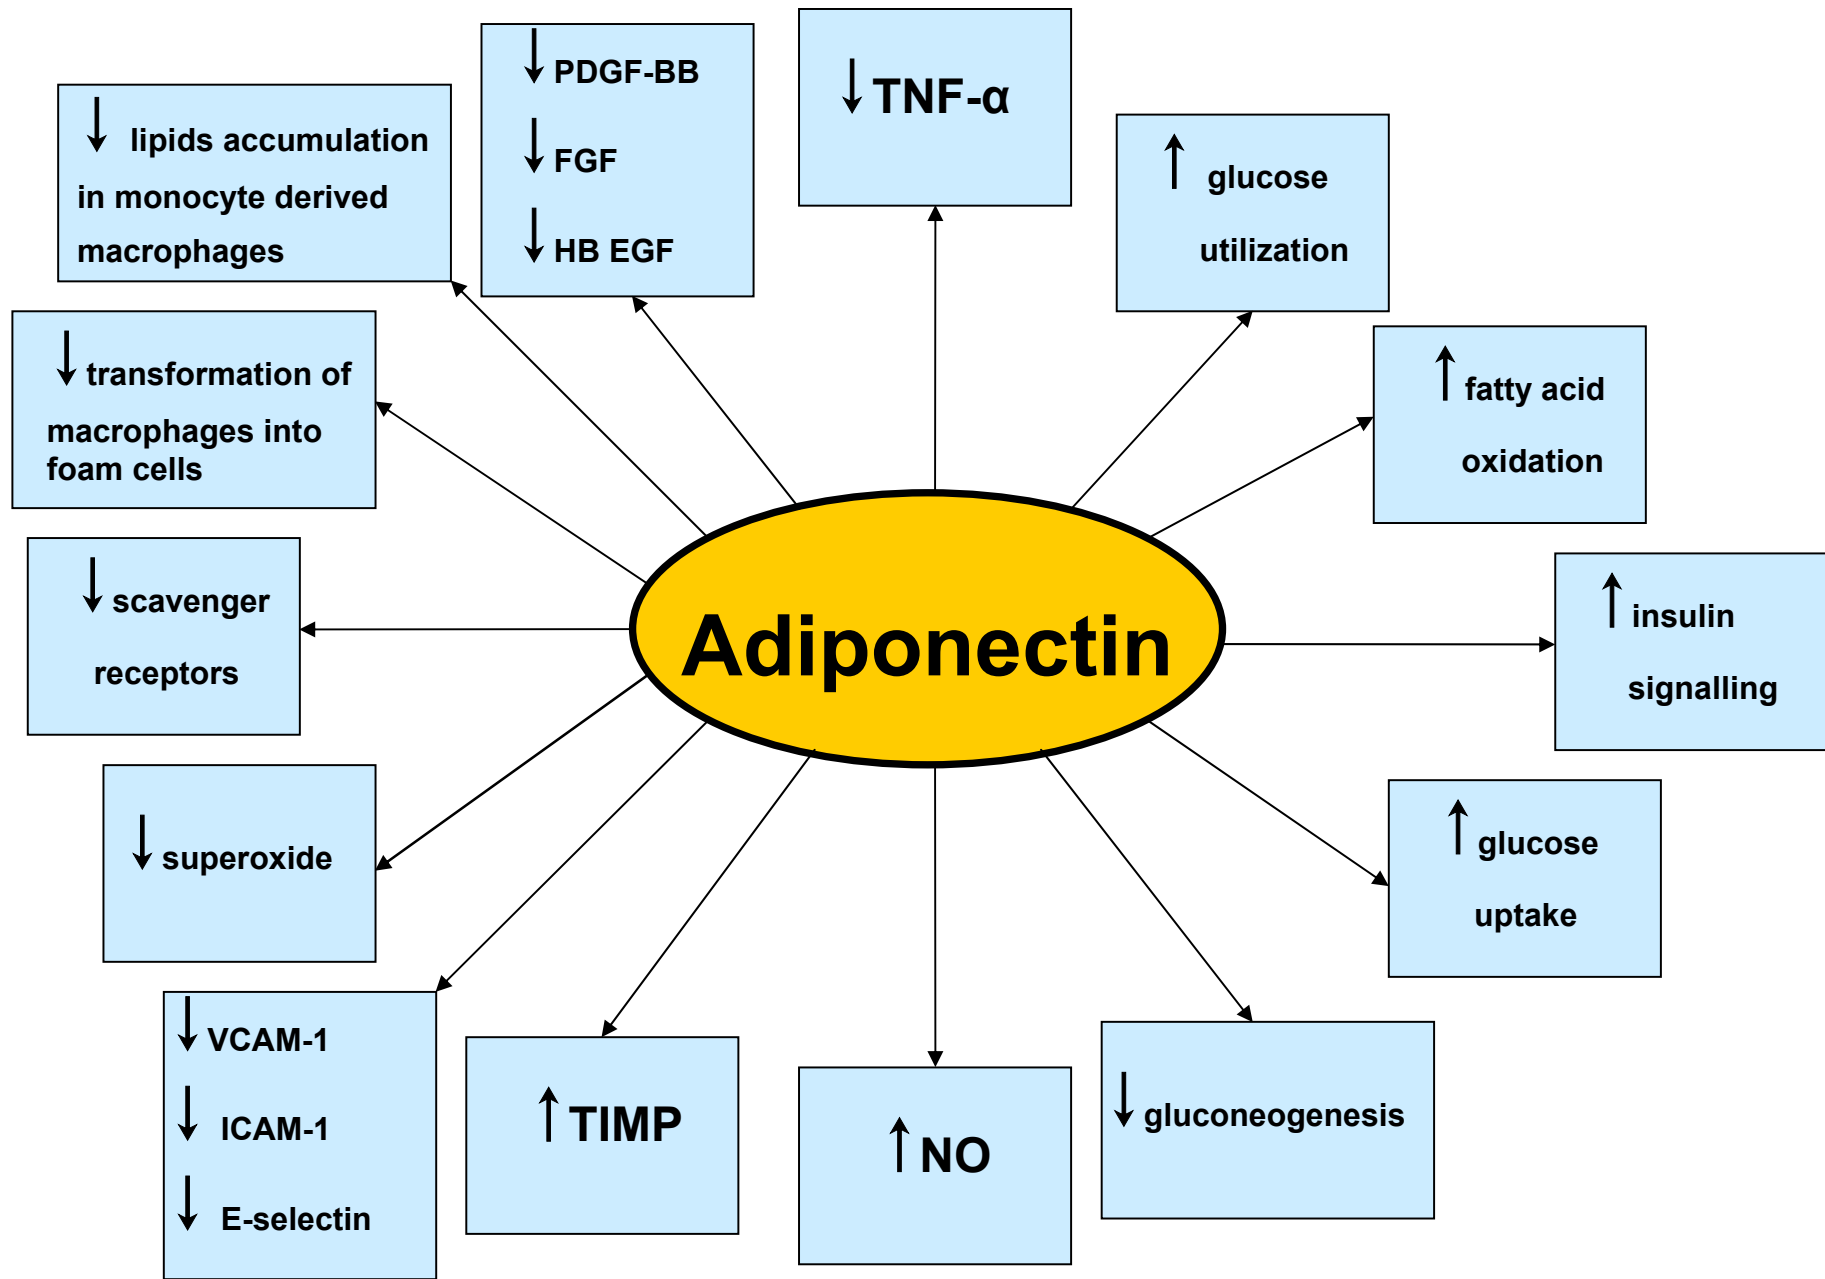 ↓ PDGF-BB
↓ FGF
↓ HB EGF
↓ TNF-α
↓ lipids accumulation
in monocyte derived
macrophages
↑ glucose
utilization
↓ transformation of
macrophages into
foam cells
↑ fatty acid
oxidation
↓ scavenger
receptors
Adiponectin
↑ insulin
signalling
↓ superoxide
↑ glucose
uptake
↓ VCAM-1
↓ ICAM-1
↓ E-selectin
↑ TIMP
↑ NO
↓ gluconeogenesis